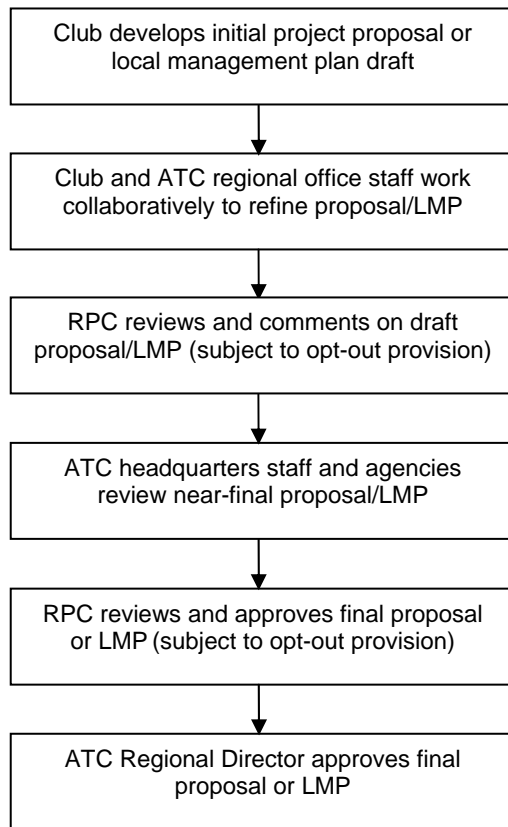 Club develops initial project proposal or
local management plan draft
Club and ATC regional office staff work
collaboratively to refine proposal/LMP
RPC reviews and comments on draft
proposal/LMP (subject to opt-out provision)
ATC headquarters staff and agencies
review near-final proposal/LMP
RPC reviews and approves final proposal
or LMP (subject to opt-out provision)
ATC Regional Director approves final
proposal or LMP